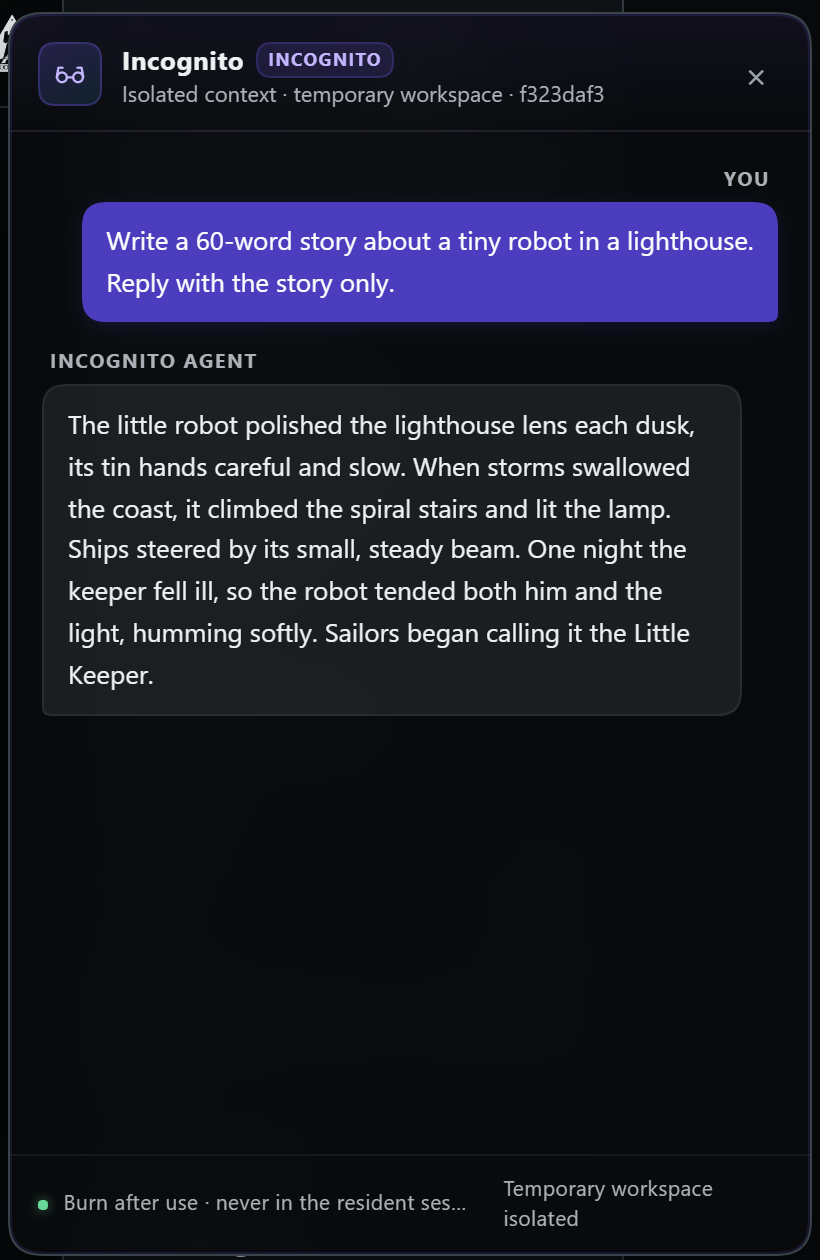 Incognito INCOGNITO
Isolated context · temporary workspace · f323daf3
YOU
Write a 60-word story about a tiny robot in a lighthouse.
Reply with the story only.
INCOGNITO AGENT
The little robot polished the lighthouse lens each dusk,
its tin hands careful and slow. When storms swallowed
the coast, it climbed the spiral stairs and lit the lamp.
Ships steered by its small, steady beam. One night the
keeper fell ill, so the robot tended both him and the
light, humming softly. Sailors began calling it the Little
Keeper.
Burn after use · never in the resident ses...
Temporary workspace
isolated